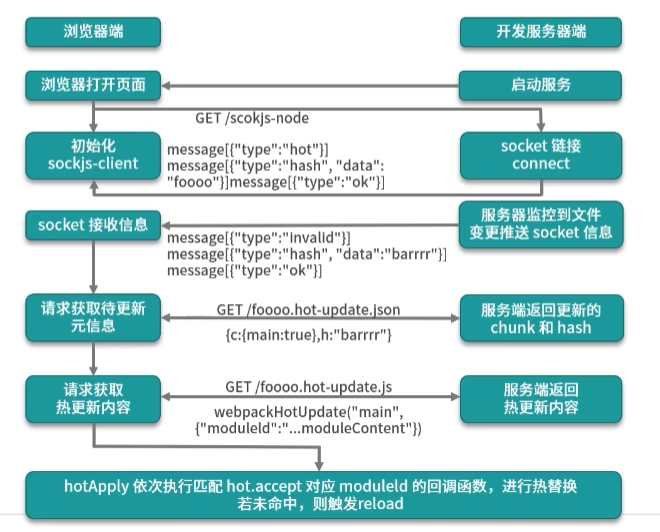 浏览器端
开发服务器端
浏览器打开页面
启动服务
GET /scokjs-node
初始化
sockjs-client
message[{"type":"hot"}]
message[{"type":"hash", "data":
"foooo"}]message[{"type":"ok"}]
socket 链接
connect
socket 接收信息
服务器监控到文件
变更推送 socket 信息
message[{"type":"invalid"}]
message[{"type":"hash", "data":"barrrr"}]
message[{"type":"ok"}]
请求获取待更新
元信息
GET /foooo.hot-update.json
{c:{main:true},h:"barrrr"}
服务端返回更新的
chunk 和 hash
请求获取
热更新内容
GET /foooo.hot-update.js
webpackHotUpdate("main",
{"moduleld":"...moduleContent"})
服务端返回
热更新内容
hotApply 依次执行匹配 hot.accept 对应 moduleld 的回调函数，进行热替换
若未命中，则触发reload